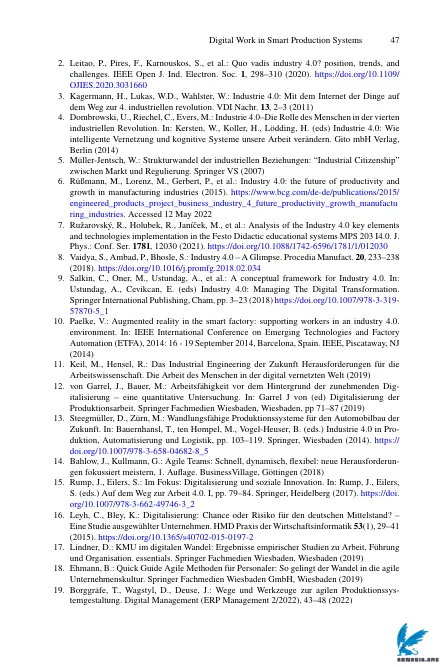 Digital Work in Smart Production Systems 47
2. Leitao, P., Pires, F., Karnouskos, S., et al.: Quo vadis industry 4.0? position, trends, and
challenges. IEEE Open J. Ind. Electron. Soc. 1, 298–310 (2020). https://doi.org/10.1109/
OJIES.2020.3031660
3. Kagermann, H., Lukas, W.D., Wahlster, W.: Industrie 4.0: Mit dem Internet der Dinge auf
dem Weg zur 4. industriellen revolution. VDI Nachr. 13, 2–3 (2011)
4. Dombrowski, U., Riechel, C., Evers, M.: Industrie 4.0–Die Rolle des Menschen in der vierten
industriellen Revolution. In: Kersten, W., Koller, H., Lödding, H. (eds) Industrie 4.0: Wie
intelligente Vernetzung und kognitive Systeme unsere Arbeit verändern. Gito mbH Verlag,
Berlin (2014)
5. Müller-Jentsch, W.: Strukturwandel der industriellen Beziehungen: “Industrial Citizenship”
zwischen Markt und Regulierung. Springer VS (2007)
6. Rüßmann, M., Lorenz, M., Gerbert, P., et al.: Industry 4.0: the future of productivity and
growth in manufacturing industries (2015). https://www.bcg.com/de-de/publications/2015/
engineered_products_project_business_industry_4_future_productivity_growth_manufactu
ring_industries. Accessed 12 May 2022
7. Ružarovský, R., Holubek, R., Janíček, M., et al.: Analysis of the Industry 4.0 key elements
and technologies implementation in the Festo Didactic educational systems MPS 203 I4.0. J.
Phys.: Conf. Ser. 1781, 12030 (2021). https://doi.org/10.1088/1742-6596/1781/1/012030
8. Vaidya, S., Ambad, P., Bhosle, S.: Industry 4.0 – A Glimpse. Procedia Manufact. 20, 233–238
(2018). https://doi.org/10.1016/j.promfg.2018.02.034
9. Salkin, C., Oner, M., Ustundag, A., et al.: A conceptual framework for Industry 4.0. In:
Ustundag, A., Cevikcan, E. (eds) Industry 4.0: Managing The Digital Transformation.
Springer International Publishing, Cham, pp. 3–23 (2018) https://doi.org/10.1007/978-3-319-
57870-5_1
10. Paelke, V.: Augmented reality in the smart factory: supporting workers in an industry 4.0.
environment. In: IEEE International Conference on Emerging Technologies and Factory
Automation (ETFA), 2014: 16 - 19 September 2014, Barcelona, Spain. IEEE, Piscataway, NJ
(2014)
11. Keil, M., Hensel, R.: Das Industrial Engineering der Zukunft Herausforderungen für die
Arbeitswissenschaft. Die Arbeit des Menschen in der digital vernetzten Welt (2019)
12. von Garrel, J., Bauer, M.: Arbeitsfähigkeit vor dem Hintergrund der zunehmenden Dig-
italisierung – eine quantitative Untersuchung. In: Garrel J von (ed) Digitalisierung der
Produktionsarbeit. Springer Fachmedien Wiesbaden, Wiesbaden, pp 71–87 (2019)
13. Steegmüller, D., Zürn, M.: Wandlungsfähige Produktionssysteme für den Automobilbau der
Zukunft. In: Bauernhansl, T., ten Hompel, M., Vogel-Heuser, B. (eds.) Industrie 4.0 in Pro-
duktion, Automatisierung und Logistik, pp. 103–119. Springer, Wiesbaden (2014). https://
doi.org/10.1007/978-3-658-04682-8_5
14. Bahlow, J., Kullmann, G.: Agile Teams: Schnell, dynamisch, flexibel: neue Herausforderun-
gen fokussiert meistern, 1. Auflage. BusinessVillage, Göttingen (2018)
15. Rump, J., Eilers, S.: Im Fokus: Digitalisierung und soziale Innovation. In: Rump, J., Eilers,
S. (eds.) Auf dem Weg zur Arbeit 4.0. I, pp. 79–84. Springer, Heidelberg (2017). https://doi.
org/10.1007/978-3-662-49746-3_2
16. Leyh, C., Bley, K.: Digitalisierung: Chance oder Risiko für den deutschen Mittelstand? –
Eine Studie ausgewählter Unternehmen. HMD Praxis der Wirtschaftsinformatik 53(1), 29–41
(2015). https://doi.org/10.1365/s40702-015-0197-2
17. Lindner, D.: KMU im digitalen Wandel: Ergebnisse empirischer Studien zu Arbeit, Führung
und Organisation. essentials. Springer Fachmedien Wiesbaden, Wiesbaden (2019)
18. Ehmann, B.: Quick Guide Agile Methoden für Personaler: So gelingt der Wandel in die agile
Unternehmenskultur. Springer Fachmedien Wiesbaden GmbH, Wiesbaden (2019)
19. Borggräfe, T., Wagstyl, D., Deuse, J.: Wege und Werkzeuge zur agilen Produktionssys-
temgestaltung. Digital Management (ERP Management 2/2022), 43–48 (2022)